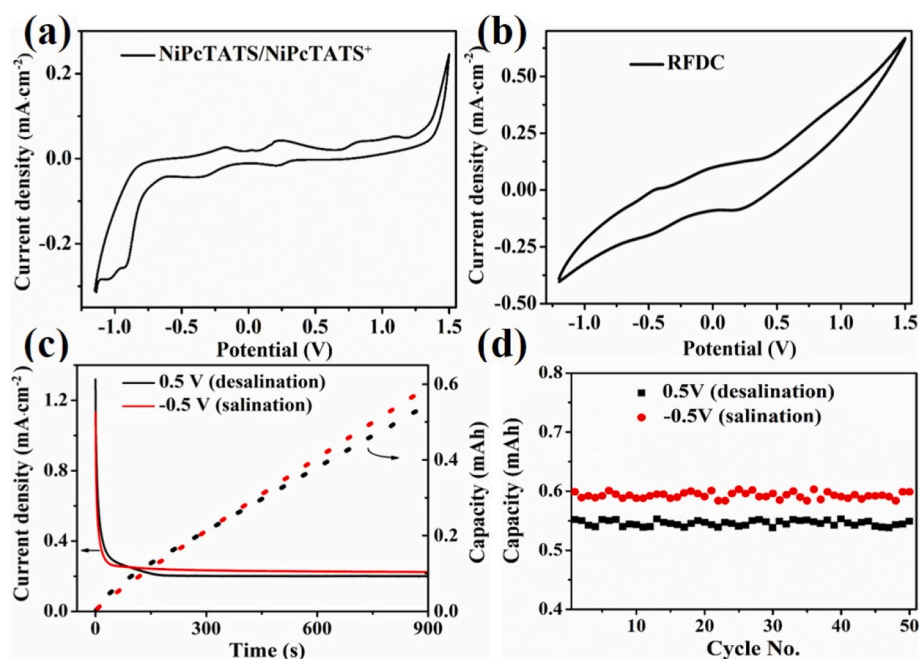 (a)
NiPcTATS/NiPcTATS⁺
Current density (mA·cm⁻²)
0.2
0.0
-0.2
-1.0 -0.5 0.0 0.5 1.0 1.5
Potential (V)
(b)
RFDC
Current density (mA·cm⁻²)
0.50
0.25
0.00
-0.25
-0.50
-1.0 -0.5 0.0 0.5 1.0 1.5
Potential (V)
(c)
0.5 V (desalination)
-0.5 V (salination)
Current density (mA·cm⁻²)
1.2
0.8
0.4
0.0
0.6
0.4
0.2
0.0
Capacity (mAh)
0 300 600 900
Time (s)
(d)
0.5V (desalination)
-0.5V (salination)
Capacity (mAh)
0.8
0.7
0.6
0.5
0.4
10 20 30 40 50
Cycle No.